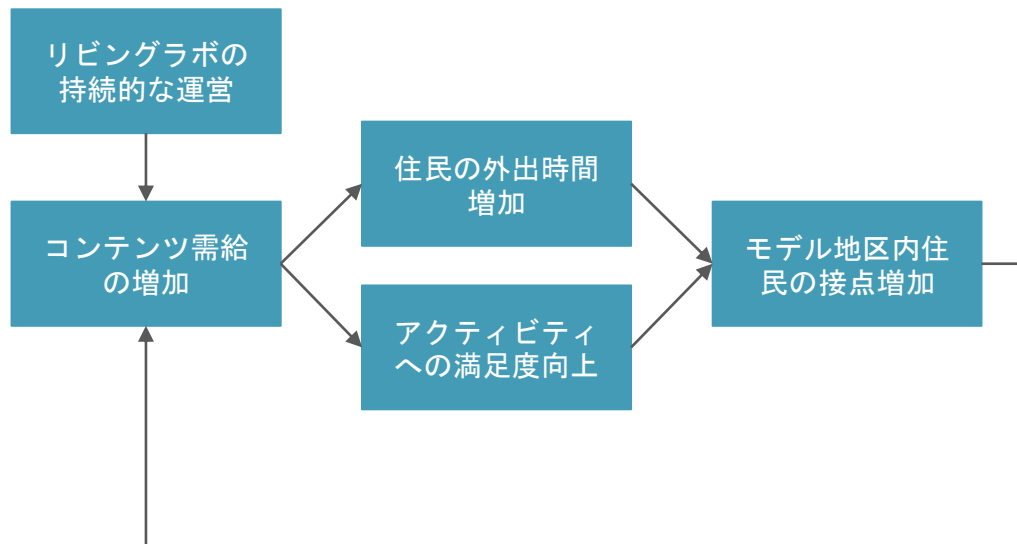 リビングラボの
持続的な運営
コンテンツ需給
の増加
住民の外出時間
増加
アクティビティ
への満足度向上
モデル地区内住
民の接点増加